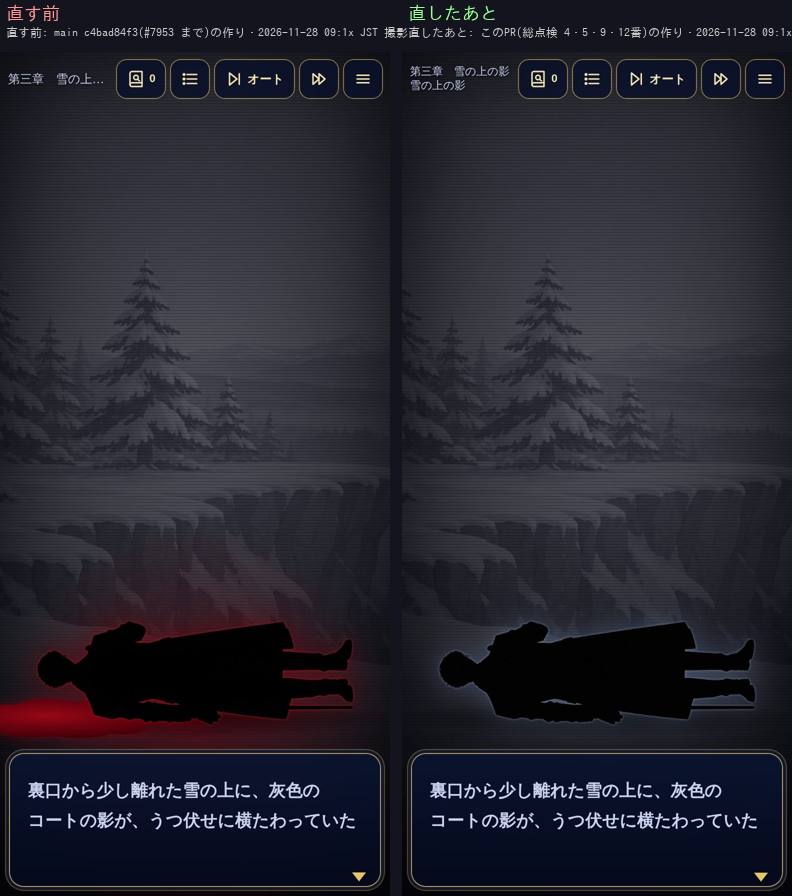 直す前
直す前: main c4bad84f3(#7953 まで)の作り・2026-11-28 09:1x JST 撮影
第三章 雪の上…
0
オート
裏口から少し離れた雪の上に、灰色の
コートの影が、うつ伏せに横たわっていた
直したあと
直したあと: このPR(総点検 4・5・9・12番)の作り・2026-11-28 09:1x
第三章 雪の上の影
雪の上の影
0
オート
裏口から少し離れた雪の上に、灰色の
コートの影が、うつ伏せに横たわっていた